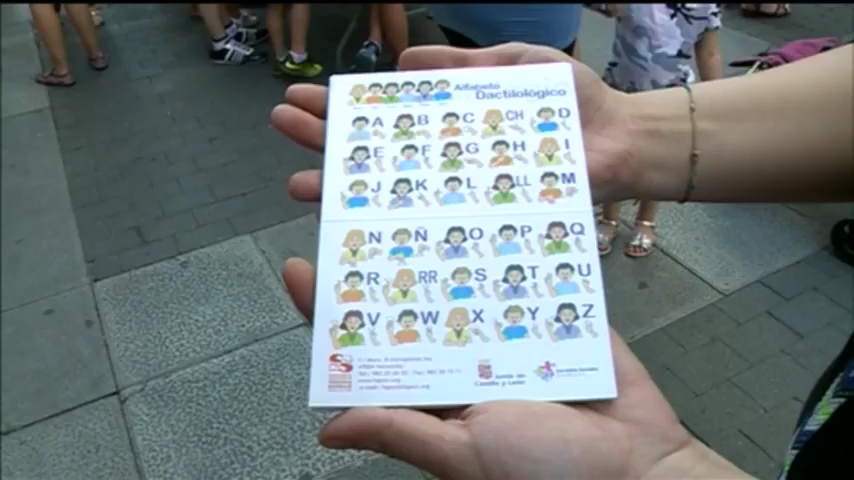 Alfabeto
Dactilológico
A B C CH D
E F G H I
J K L LL M
N Ñ O P Q
R RR S T U
V W X Y Z
Junta de
Castilla y León